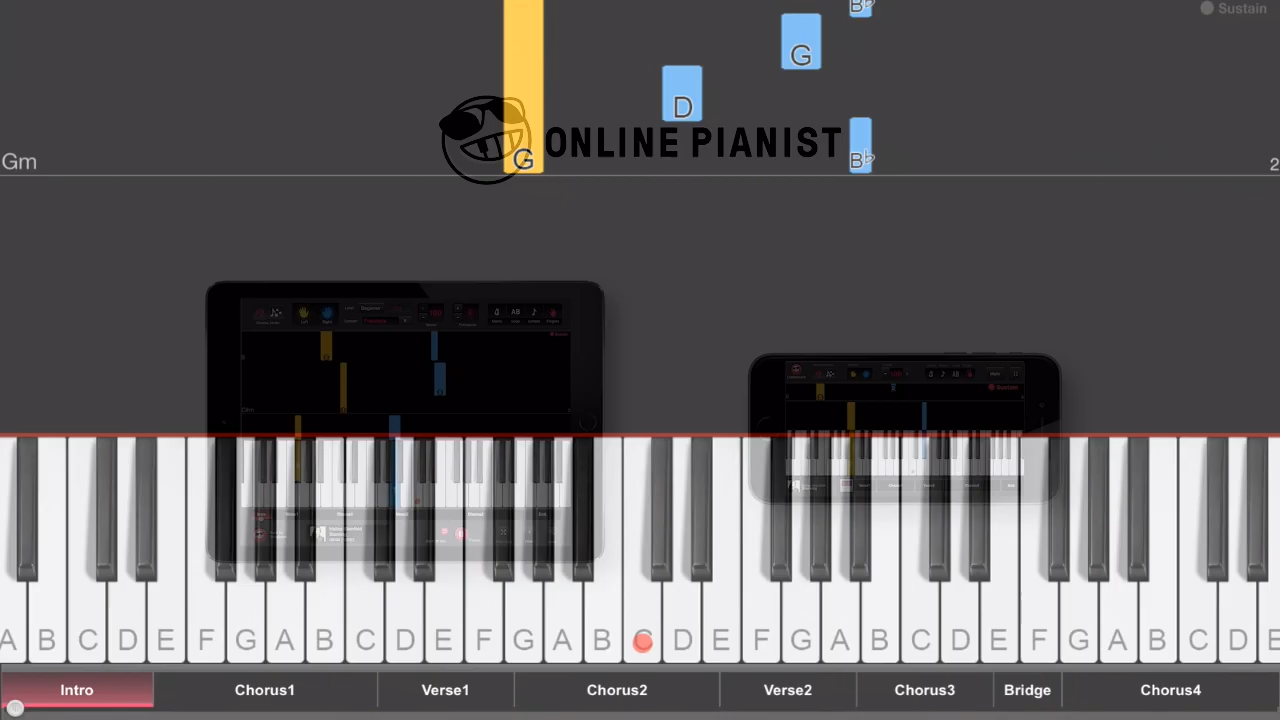 B♭
Sustain
G
D
G
ONLINE PIANIST
B♭
Gm
2
A B C D E F G A B C D E F G A B C D E F G A B C D E F G A B C D E
Intro Chorus1 Verse1 Chorus2 Verse2 Chorus3 Bridge Chorus4